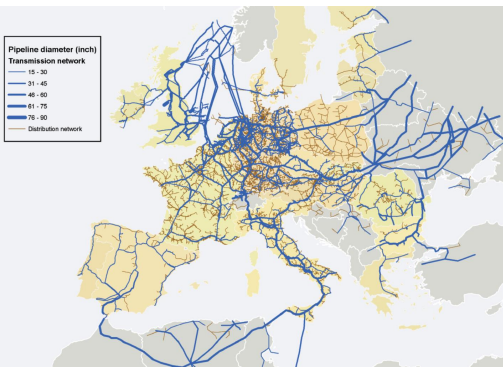 Pipeline diameter (inch)
Transmission network
15 - 30
31 - 45
46 - 60
61 - 75
76 - 90
Distribution network